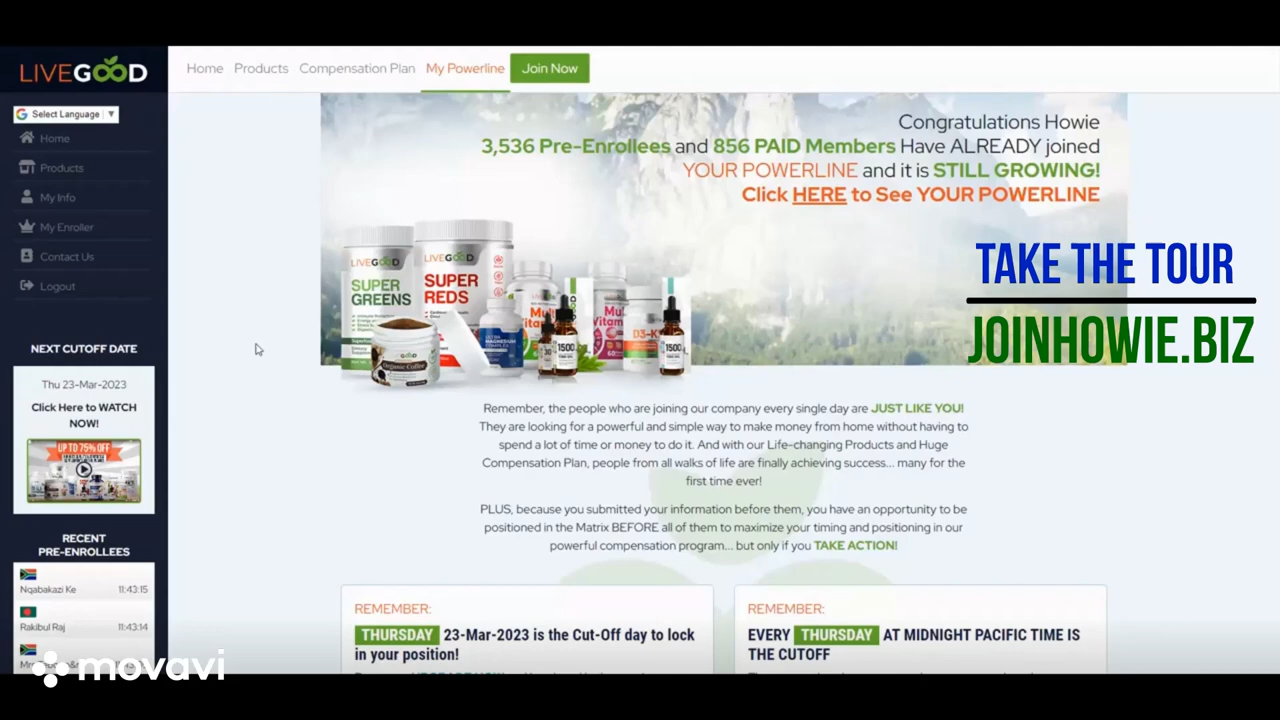 LIVEGOOD
Home Products Compensation Plan My Powerline Join Now
Select Language ▼
Home
Products
My Info
My Enroller
Contact Us
Logout
NEXT CUTOFF DATE
Thu 23-Mar-2023
Click Here to WATCH
NOW!
UP TO 75% OFF
RECENT
PRE-ENROLLEES
Nqabakazi Ke 11:43:15
Rakibul Raj 11:43:14
movavi
Congratulations Howie
3,536 Pre-Enrollees and 856 PAID Members Have ALREADY joined
YOUR POWERLINE and it is STILL GROWING!
Click HERE to See YOUR POWERLINE
LIVEGOOD
SUPER
GREENS
LIVEGOOD
SUPER
REDS
ULTRA
MAGNESIUM
COMPLEX
GOOD
Organic Coffee
1500
D3-K2
1500
TAKE THE TOUR
JOINHOWIE.BIZ
Remember, the people who are joining our company every single day are JUST LIKE YOU!
They are looking for a powerful and simple way to make money from home without having to
spend a lot of time or money to do it. And with our Life-changing Products and Huge
Compensation Plan, people from all walks of life are finally achieving success... many for the
first time ever!
PLUS, because you submitted your information before them, you have an opportunity to be
positioned in the Matrix BEFORE all of them to maximize your timing and positioning in our
powerful compensation program... but only if you TAKE ACTION!
REMEMBER:
THURSDAY 23-Mar-2023 is the Cut-Off day to lock
in your position!
REMEMBER:
EVERY THURSDAY AT MIDNIGHT PACIFIC TIME IS
THE CUTOFF